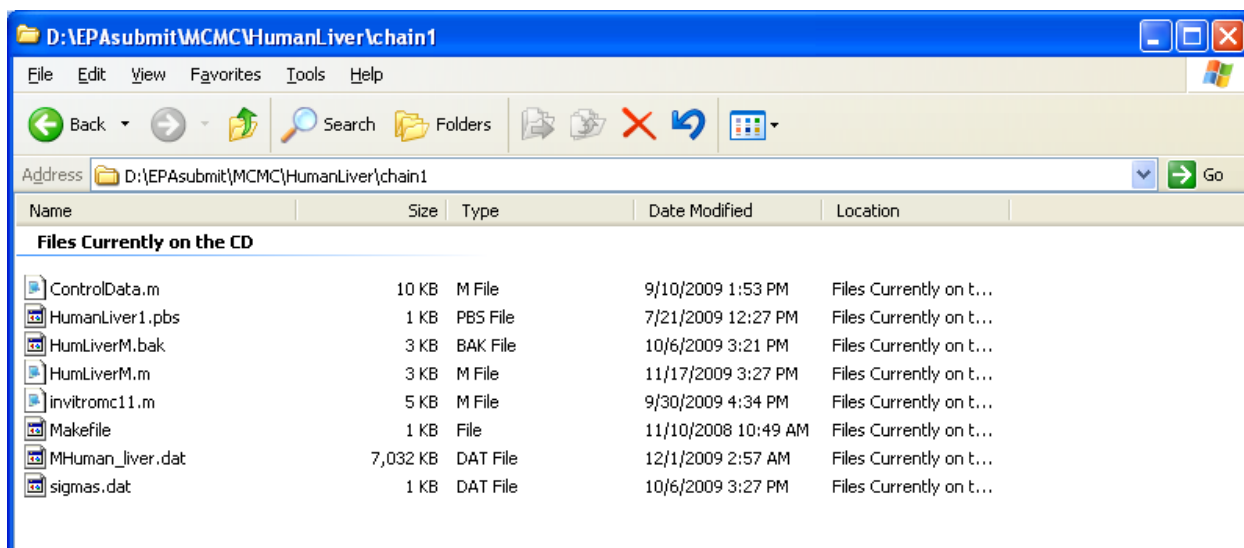 D:\EPAsubmit\MCMC\HumanLiver\chain1
File Edit View Favorites Tools Help
Back Search Folders
Address D:\EPAsubmit\MCMC\HumanLiver\chain1 Go
Name Size Type Date Modified Location
Files Currently on the CD
ControlData.m 10 KB M File 9/10/2009 1:53 PM Files Currently on t...
HumanLiver1.pbs 1 KB PBS File 7/21/2009 12:27 PM Files Currently on t...
HumLiverM.bak 3 KB BAK File 10/6/2009 3:21 PM Files Currently on t...
HumLiverM.m 3 KB M File 11/17/2009 3:27 PM Files Currently on t...
invitromc11.m 5 KB M File 9/30/2009 4:34 PM Files Currently on t...
Makefile 1 KB File 11/10/2008 10:49 AM Files Currently on t...
MHuman_liver.dat 7,032 KB DAT File 12/1/2009 2:57 AM Files Currently on t...
sigmas.dat 1 KB DAT File 10/6/2009 3:27 PM Files Currently on t...